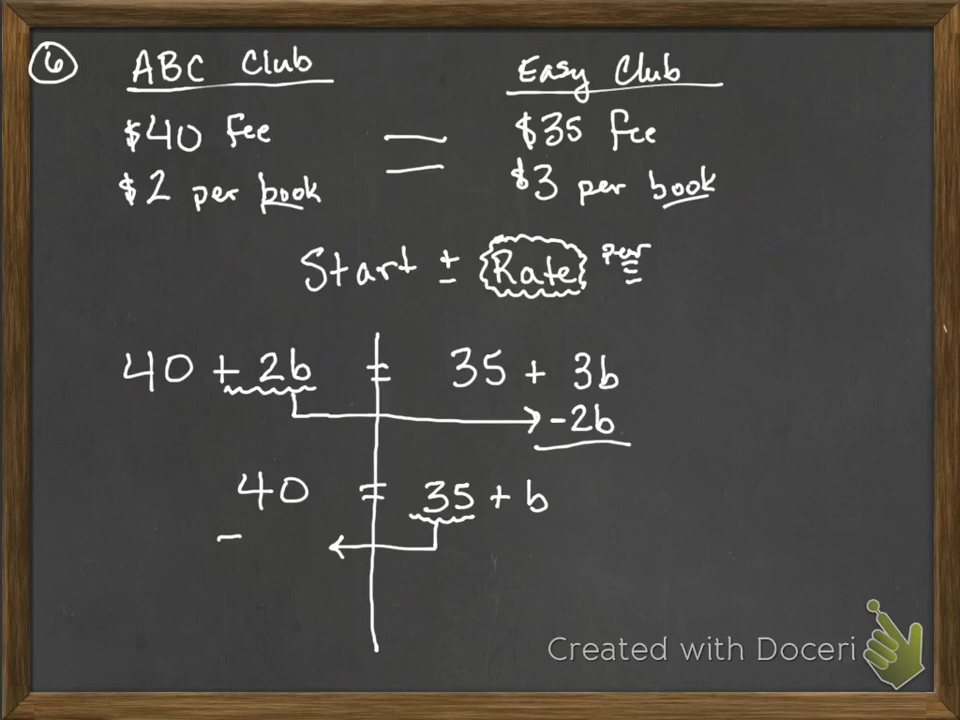 6 ABC Club Easy Club
$40 Fee = $35 fee
$2 per book $3 per book
Start ± Rate per
40 + 2b = 35 + 3b
-2b
40 = 35 + b
-
Created with Doceri